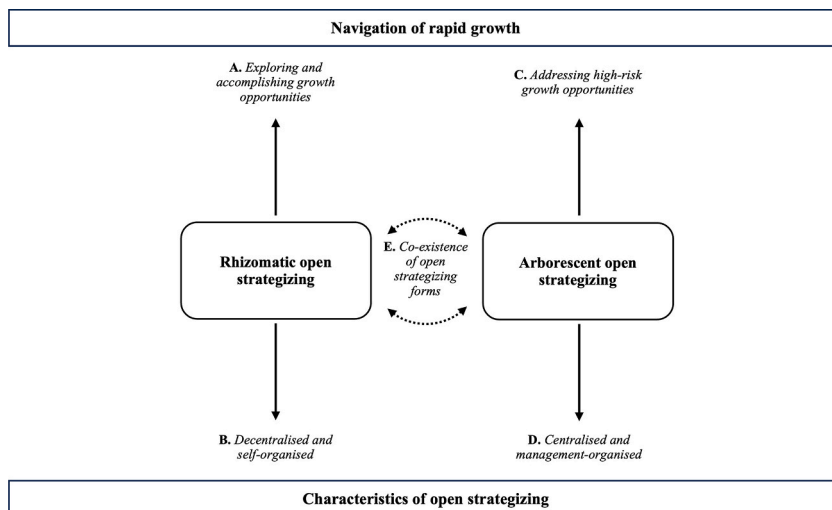 Navigation of rapid growth
A. Exploring and
accomplishing growth
opportunities
C. Addressing high-risk
growth opportunities
Rhizomatic open
strategizing
E. Co-existence
of open
strategizing
forms
Arborescent open
strategizing
B. Decentralised and
self-organised
D. Centralised and
management-organised
Characteristics of open strategizing